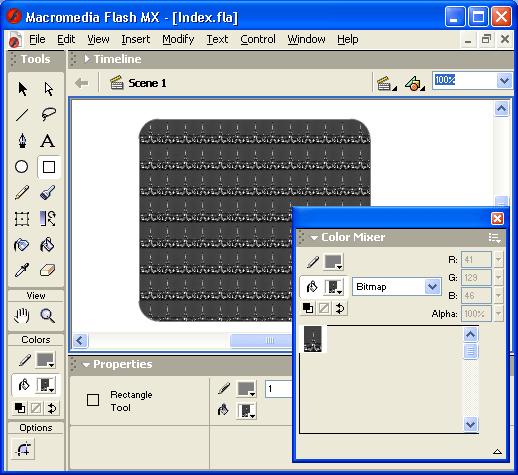 Macromedia Flash MX - [Index.fla]
File Edit View Insert Modify Text Control Window Help
Tools
Timeline
Scene 1
100%
A
View
Colors
Options
Properties
Rectangle
Tool
1
Color Mixer
R: 41
G: 129
Bitmap
B: 46
Alpha: 100%